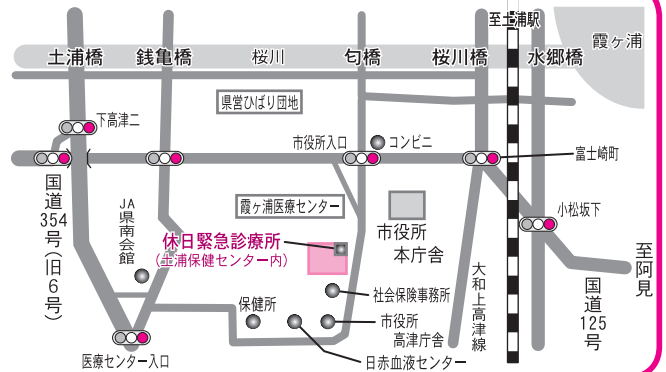 至土浦駅
霞ヶ浦
土浦橋
銭亀橋
桜川
匂橋
桜川橋
水郷橋
県営ひばり団地
下高津二
市役所入口
コンビニ
富士崎町
国道354号(旧6号)
JA県南会館
霞ヶ浦医療センター
市役所
本庁舎
小松坂下
休日緊急診療所
(土浦保健センター内)
至阿見
大和上高津線
国道125号
社会保険事務所
保健所
市役所
高津庁舎
日赤血液センター
医療センター入口